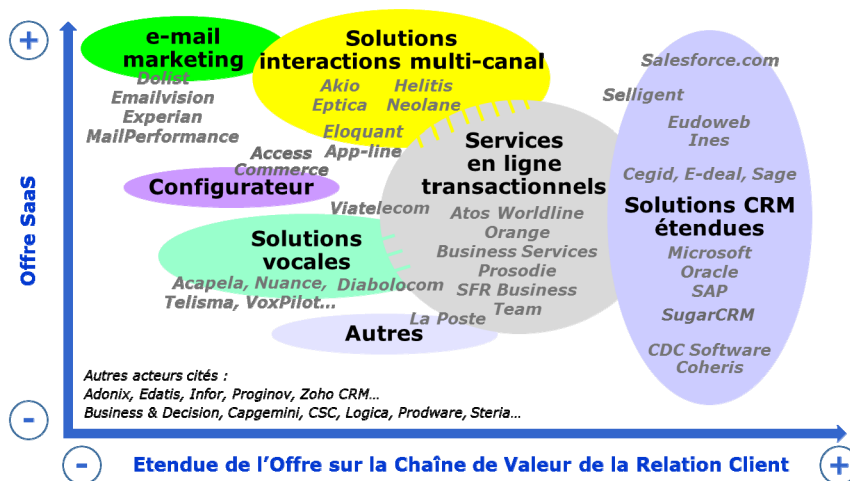 +
e-mail
marketing
Dolist
Emailvision
Experian
MailPerformance
Solutions
interactions multi-canal
Akio Helitis
Eptica Neolane
Eloquant
App-line
Access
Commerce
Configurateur
Viatelecom
Solutions
vocales
Acapela, Nuance, Diabolocom
Telisma, VoxPilot...
Services
en ligne
transactionnels
Atos Worldline
Orange
Business Services
Prosodie
SFR Business
Team
La Poste
Autres
Salesforce.com
Selligent
Eudoweb
Ines
Cegid, E-deal, Sage
Solutions CRM
étendues
Microsoft
Oracle
SAP
SugarCRM
CDC Software
Coheris
Offre SaaS
Autres acteurs cités :
Adonix, Edatis, Infor, Proginov, Zoho CRM...
Business & Decision, Capgemini, CSC, Logica, Prodware, Steria...
-
- Etendue de l'Offre sur la Chaîne de Valeur de la Relation Client +